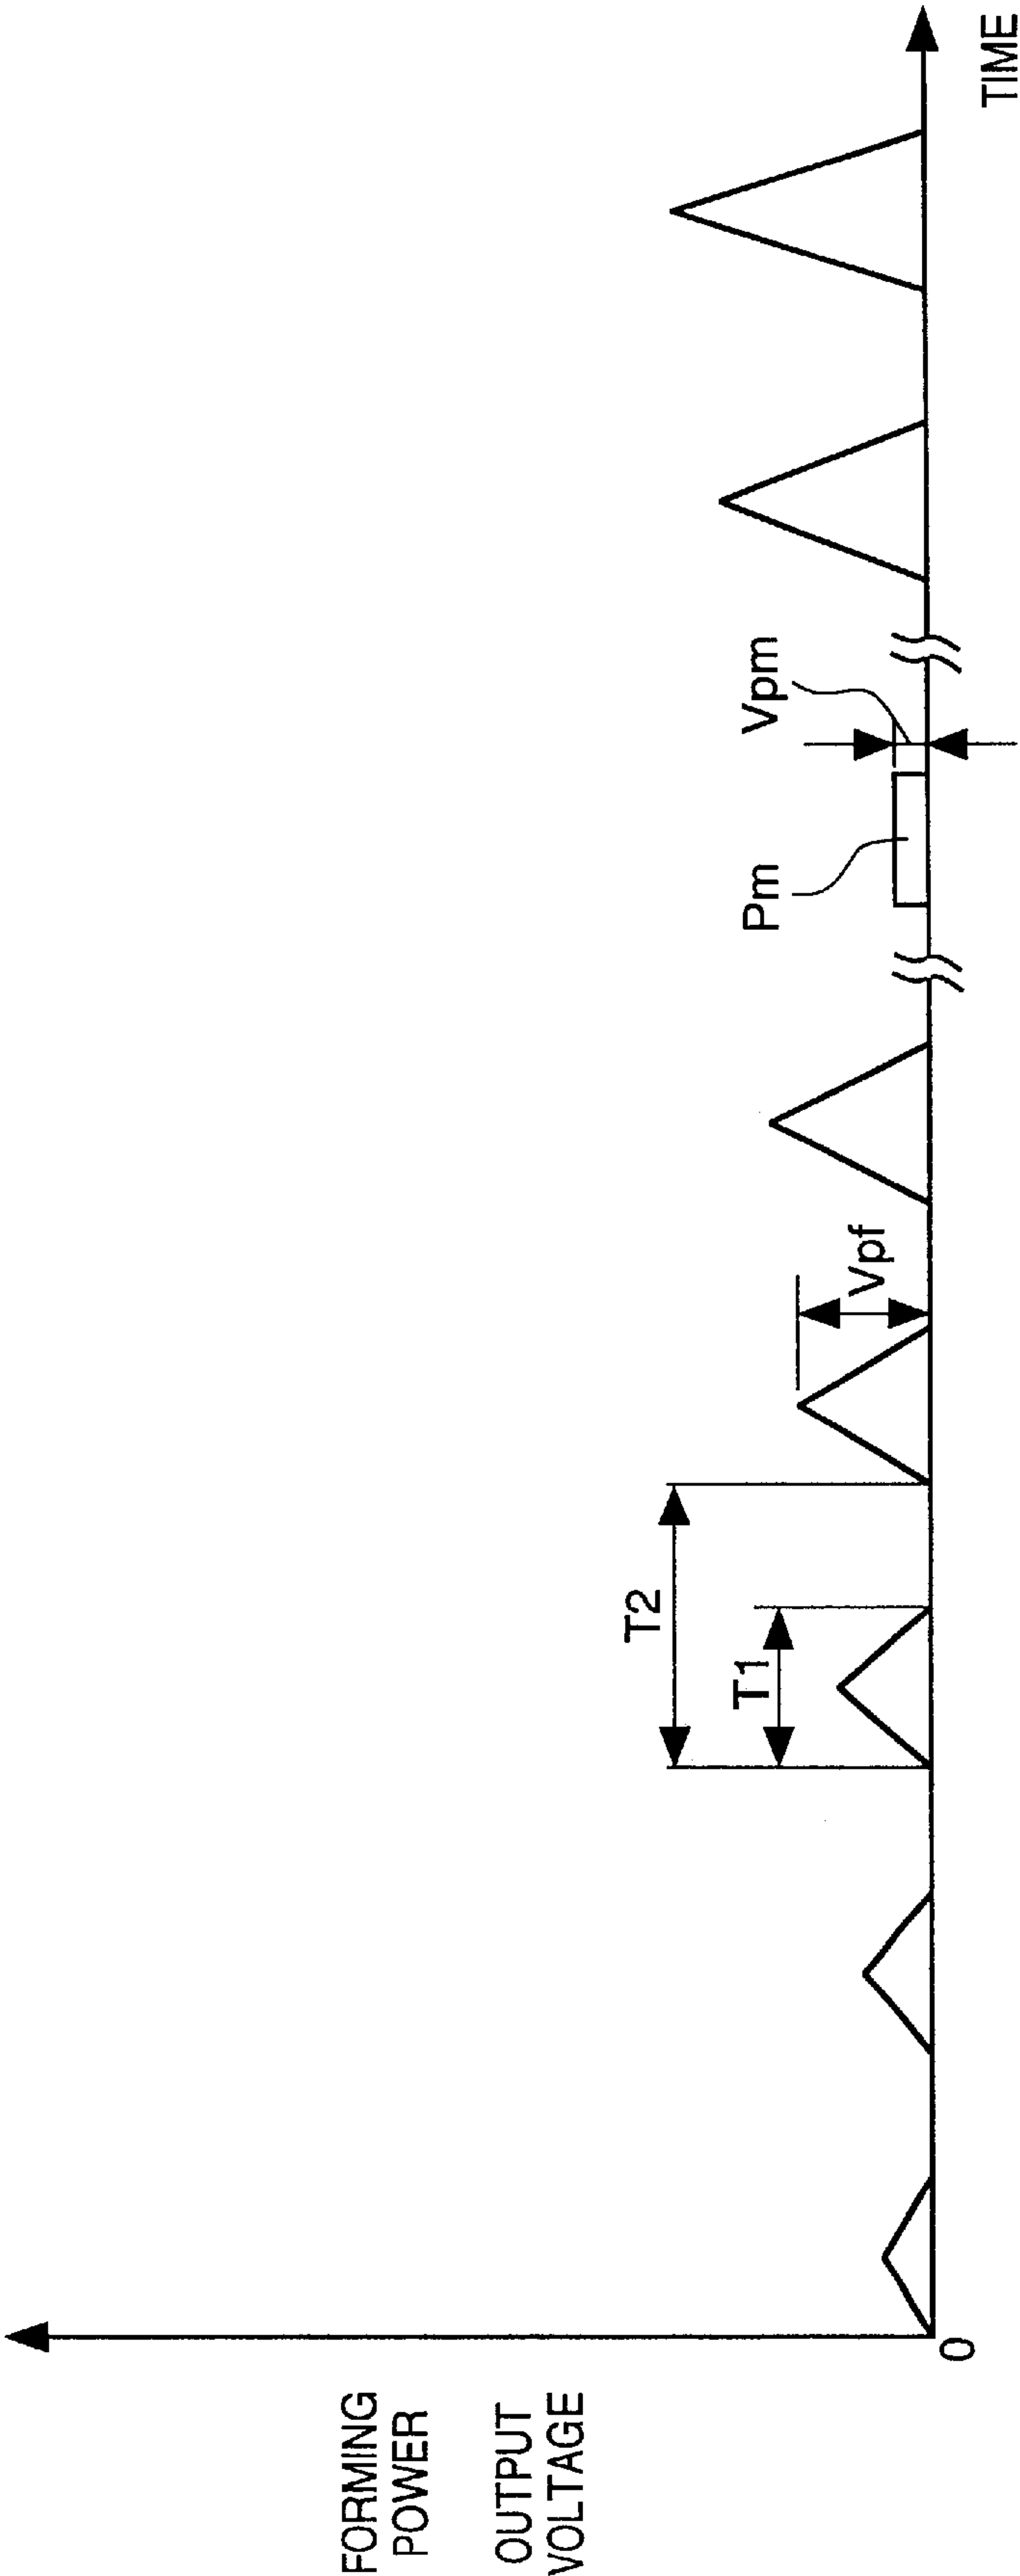 FORMING
POWER
OUTPUT
VOLTAGE
0
T2
T1
Vpf
Pm
Vpm
TIME